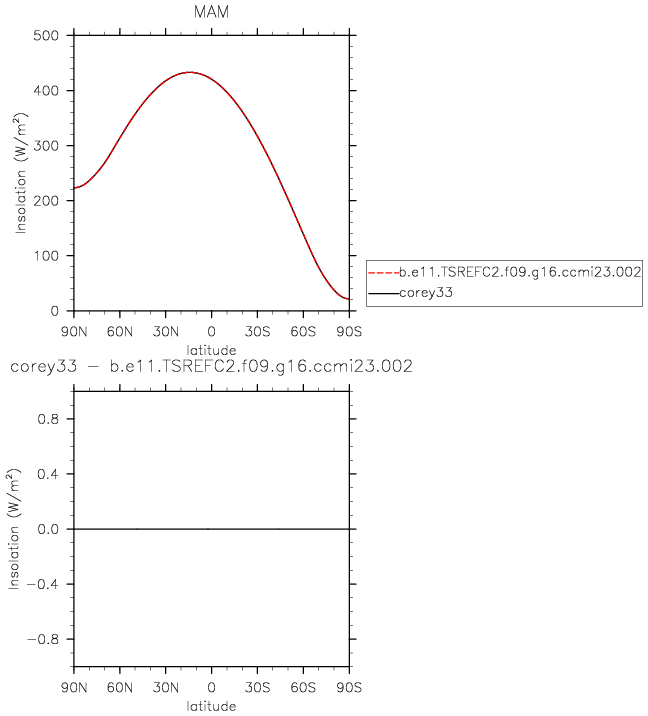 MAM
500
400
300
200
100
0
Insolation (W/m²)
90N 60N 30N 0 30S 60S 90S
latitude
b.e11.TSREFC2.f09.g16.ccmi23.002
corey33
corey33 - b.e11.TSREFC2.f09.g16.ccmi23.002
0.8
0.4
0.0
-0.4
-0.8
Insolation (W/m²)
90N 60N 30N 0 30S 60S 90S
latitude